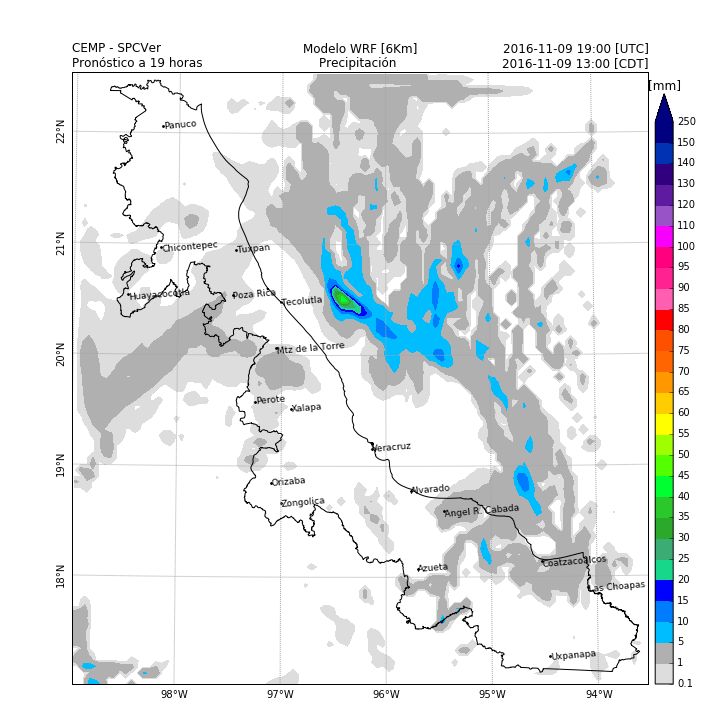 CEMP - SPCVer
Modelo WRF [6Km]
2016-11-09 19:00 [UTC]
Pronóstico a 19 horas
Precipitación
2016-11-09 13:00 [CDT]
[mm]
250
150
140
130
120
110
100
95
90
85
80
75
70
65
60
55
50
45
40
35
30
25
20
15
10
5
1
0.1
22°N
21°N
20°N
19°N
18°N
Panuco
Chicontepec
Tuxpan
Huayacocotla
Poza Rica
Tecolutla
Mtz de la Torre
Perote
Xalapa
Veracruz
Orizaba
Alvarado
Zongolica
Angel R. Cabada
Azueta
Coatzacoalcos
Las Choapas
Uxpanapa
98°W
97°W
96°W
95°W
94°W